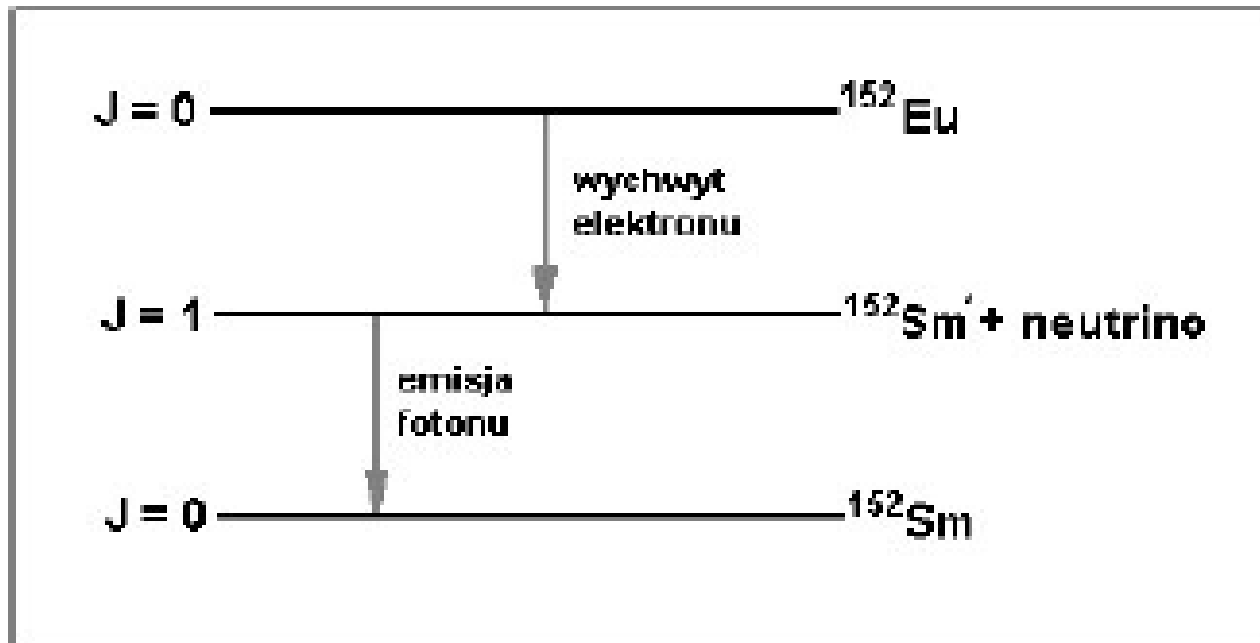 J = 0 ¹⁵²Eu
wychwyt
elektronu
J = 1 ¹⁵²Sm' + neutrino
emisja
fotonu
J = 0 ¹⁵²Sm